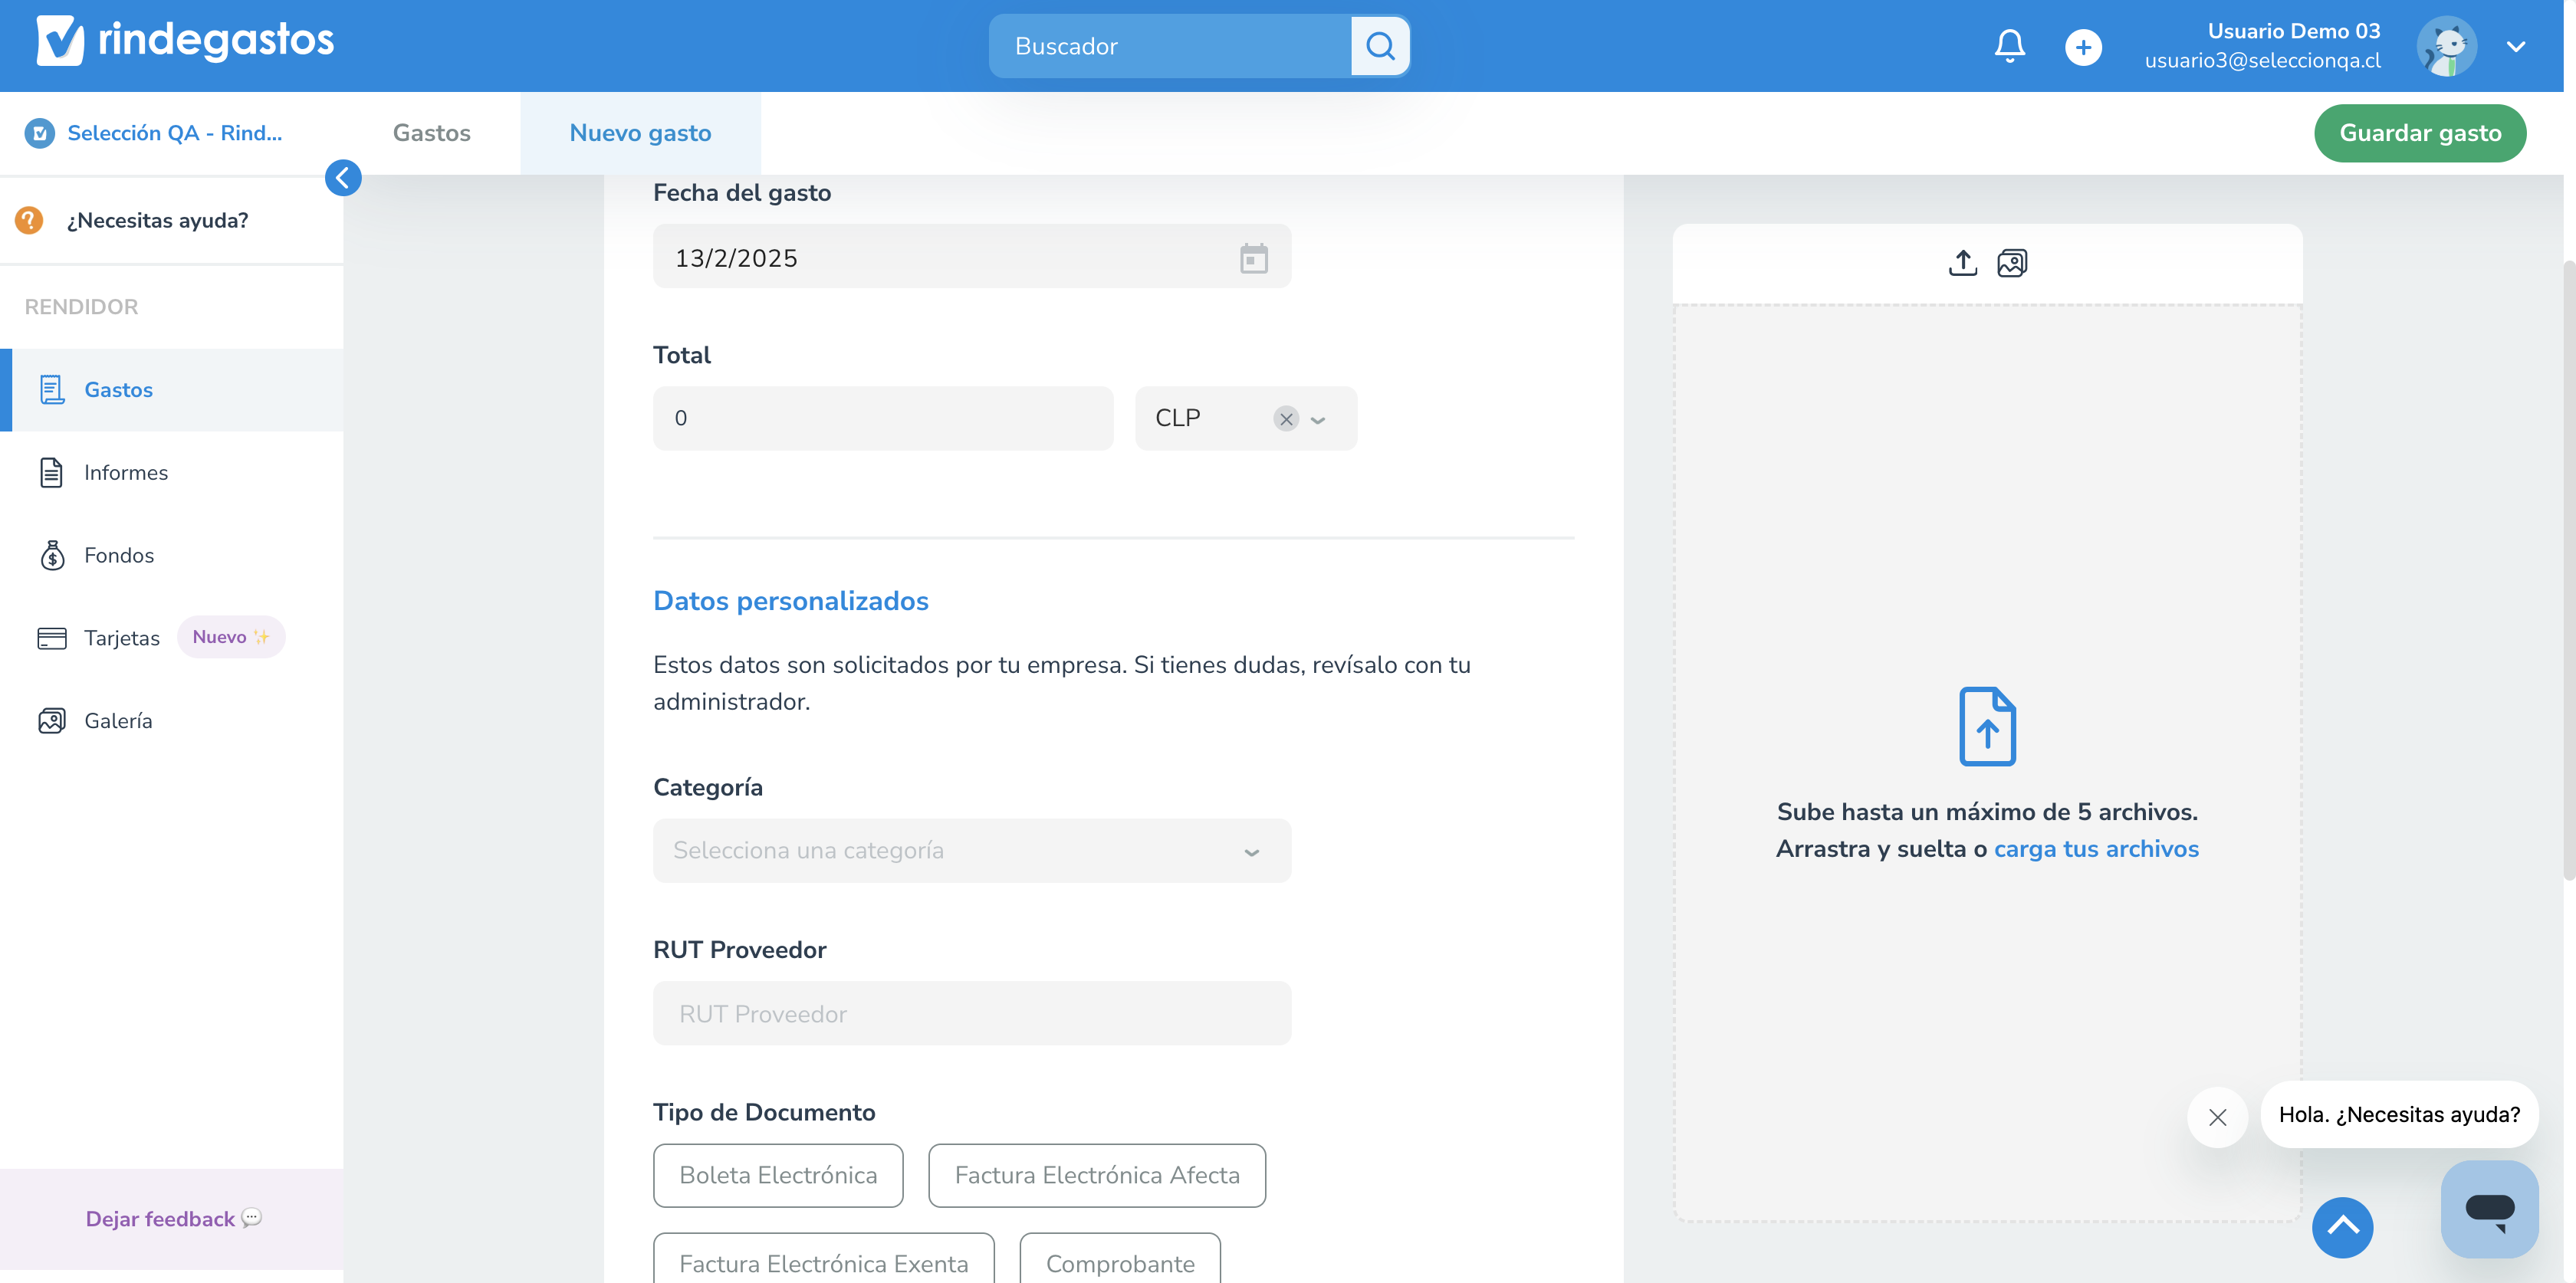 rindegastos
Buscador
Usuario Demo 03
usuario3@seleccionqa.cl
Selección QA - Rind...
Gastos
Nuevo gasto
Guardar gasto
¿Necesitas ayuda?
RENDIDOR
Gastos
Informes
Fondos
Tarjetas
Nuevo ✨
Galería
Dejar feedback 💬
Fecha del gasto
13/2/2025
Total
0
CLP
Datos personalizados
Estos datos son solicitados por tu empresa. Si tienes dudas, revísalo con tu
administrador.
Categoría
Selecciona una categoría
RUT Proveedor
RUT Proveedor
Tipo de Documento
Boleta Electrónica
Factura Electrónica Afecta
Factura Electrónica Exenta
Comprobante
Sube hasta un máximo de 5 archivos.
Arrastra y suelta o carga tus archivos
Hola. ¿Necesitas ayuda?